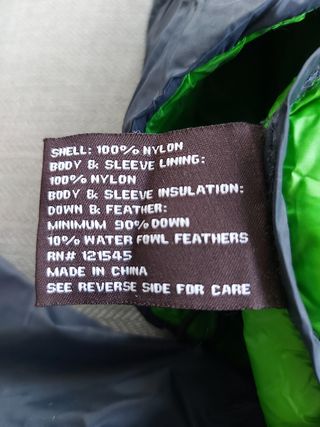 SHELL: 100% NYLON
BODY & SLEEVE LINING:
100% NYLON
BODY & SLEEVE INSULATION:
DOWN & FEATHER:
MINIMUM 90% DOWN
10% WATER FOWL FEATHERS
RN# 121545
MADE IN CHINA
SEE REVERSE SIDE FOR CARE